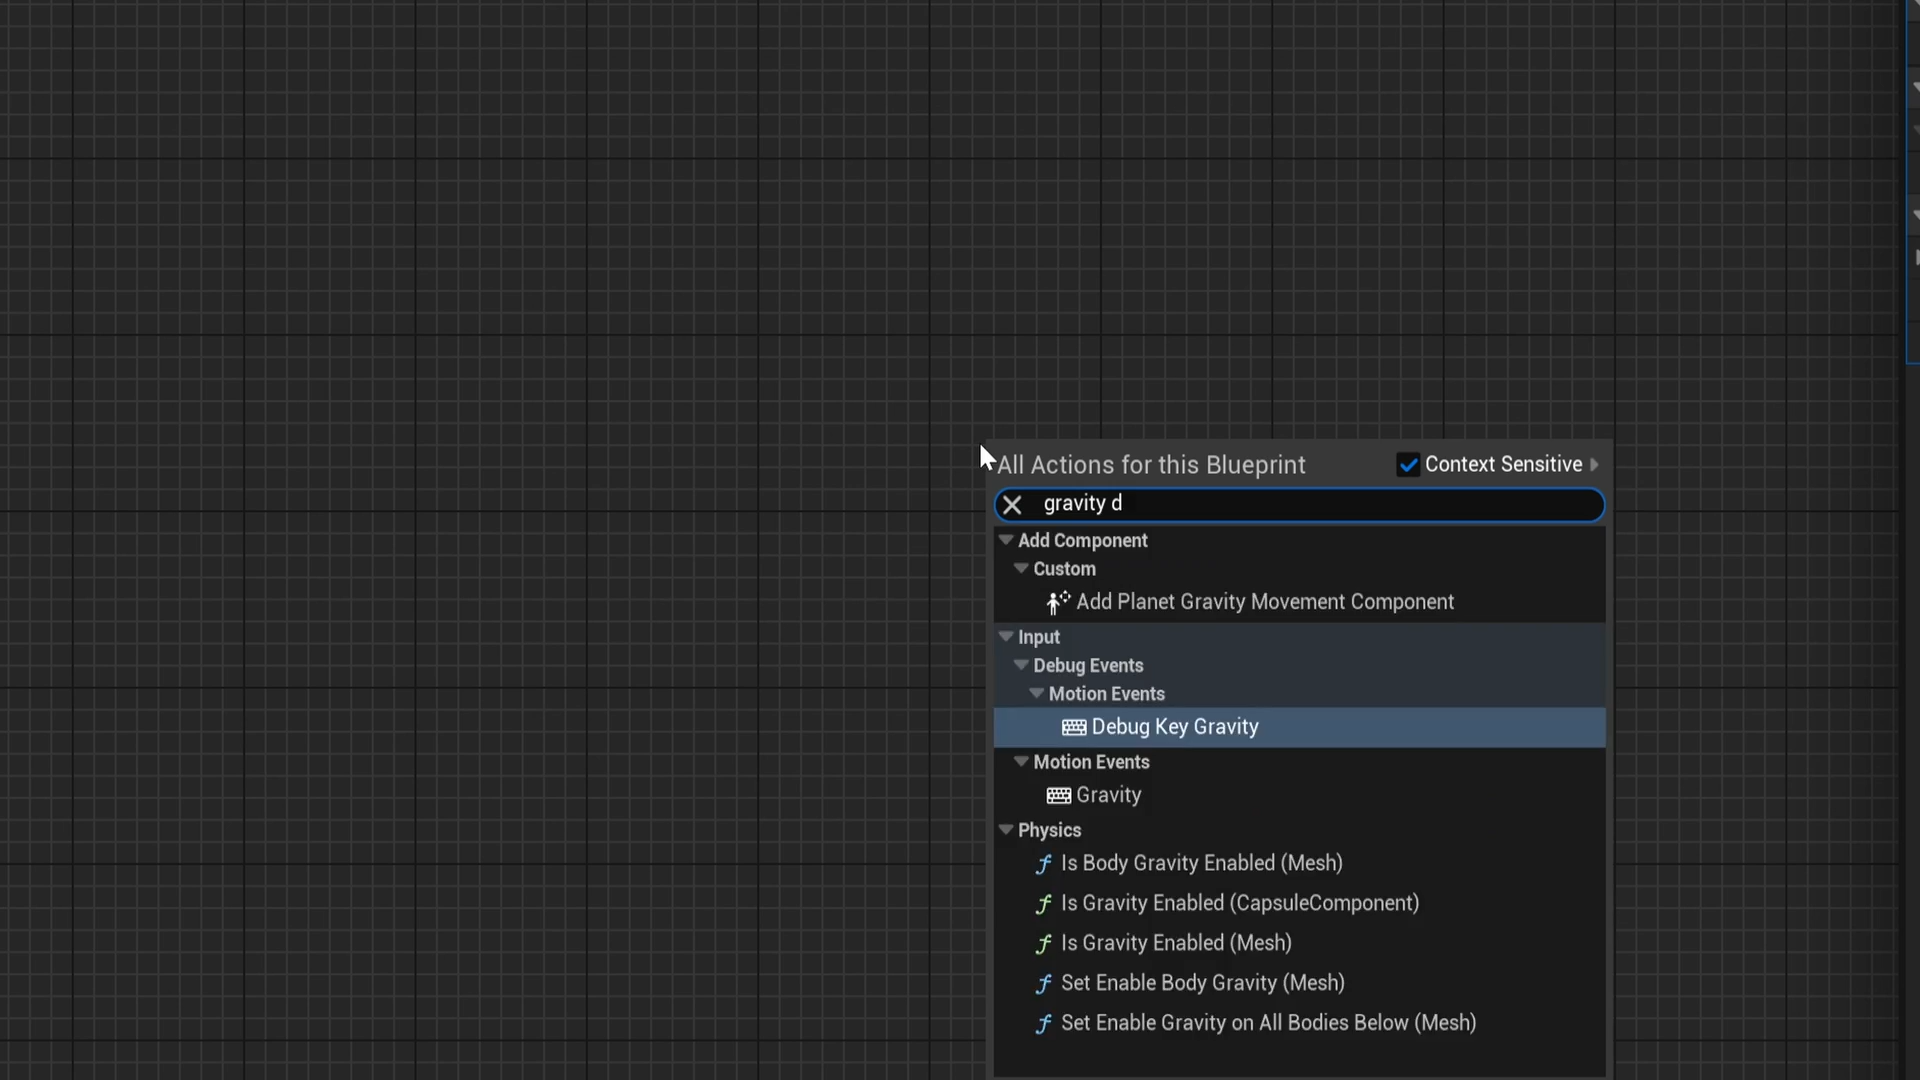 All Actions for this Blueprint
Context Sensitive
gravity d
Add Component
Custom
Add Planet Gravity Movement Component
Input
Debug Events
Motion Events
Debug Key Gravity
Motion Events
Gravity
Physics
Is Body Gravity Enabled (Mesh)
Is Gravity Enabled (CapsuleComponent)
Is Gravity Enabled (Mesh)
Set Enable Body Gravity (Mesh)
Set Enable Gravity on All Bodies Below (Mesh)